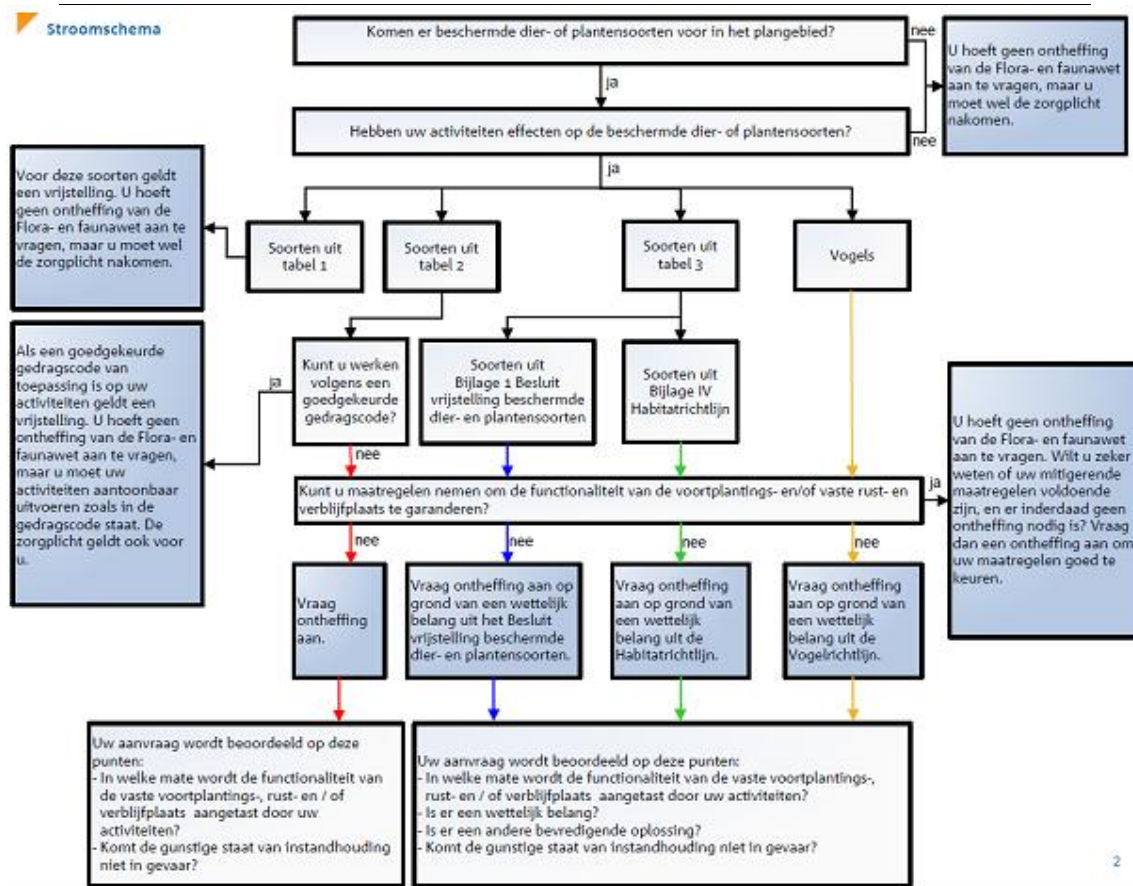 Stroomschema
Komen er beschermde dier- of plantensoorten voor in het plangebied?
nee
U hoeft geen ontheffing
van de Flora- en faunawet
aan te vragen, maar u
moet wel de zorgplicht
nakomen.
ja
Hebben uw activiteiten effecten op de beschermde dier- of plantensoorten?
nee
ja
Voor deze soorten geldt
een vrijstelling. U hoeft
geen ontheffing van de
Flora- en faunawet aan te
vragen, maar u moet wel
de zorgplicht nakomen.
Soorten uit
tabel 1
Soorten uit
tabel 2
Soorten uit
tabel 3
Vogels
Als een goedgekeurde
gedragscode van
toepassing is op uw
activiteiten geldt een
vrijstelling. U hoeft geen
ontheffing van de Flora- en
faunawet aan te vragen,
maar u moet uw
activiteiten aantoonbaar
uitvoeren zoals in de
gedragscode staat. De
zorgplicht geldt ook voor
u.
ja
Kunt u werken
volgens een
goedgekeurde
gedragscode?
Soorten uit
Bijlage 1 Besluit
vrijstelling beschermde
dier- en plantensoorten
Soorten uit
Bijlage IV
Habitatrichtlijn
nee
Kunt u maatregelen nemen om de functionaliteit van de voortplantings- en/of vaste rust- en
verblijfplaats te garanderen?
ja
U hoeft geen ontheffing
van de Flora- en faunawet
aan te vragen. Wilt u zeker
weten of uw mitigerende
maatregelen voldoende
zijn, en er inderdaad geen
ontheffing nodig is? Vraag
dan een ontheffing aan om
uw maatregelen goed te
keuren.
nee
nee
nee
nee
Vraag
ontheffing
aan.
Vraag ontheffing aan op
grond van een wettelijk
belang uit het Besluit
vrijstelling beschermde
dier- en plantensoorten.
Vraag ontheffing
aan op grond van
een wettelijk
belang uit de
Habitatrichtlijn.
Vraag ontheffing
aan op grond van
een wettelijk
belang uit de
Vogelrichtlijn.
Uw aanvraag wordt beoordeeld op deze
punten:
- In welke mate wordt de functionaliteit van
de vaste voortplantings-, rust- en / of
verblijfplaats aangetast door uw
activiteiten?
- Komt de gunstige staat van instandhouding
niet in gevaar?
Uw aanvraag wordt beoordeeld op deze punten:
- In welke mate wordt de functionaliteit van de vaste voortplantings-,
rust- en / of verblijfplaats aangetast door uw activiteiten?
- Is er een wettelijk belang?
- Is er een andere bevredigende oplossing?
- Komt de gunstige staat van instandhouding niet in gevaar?
2